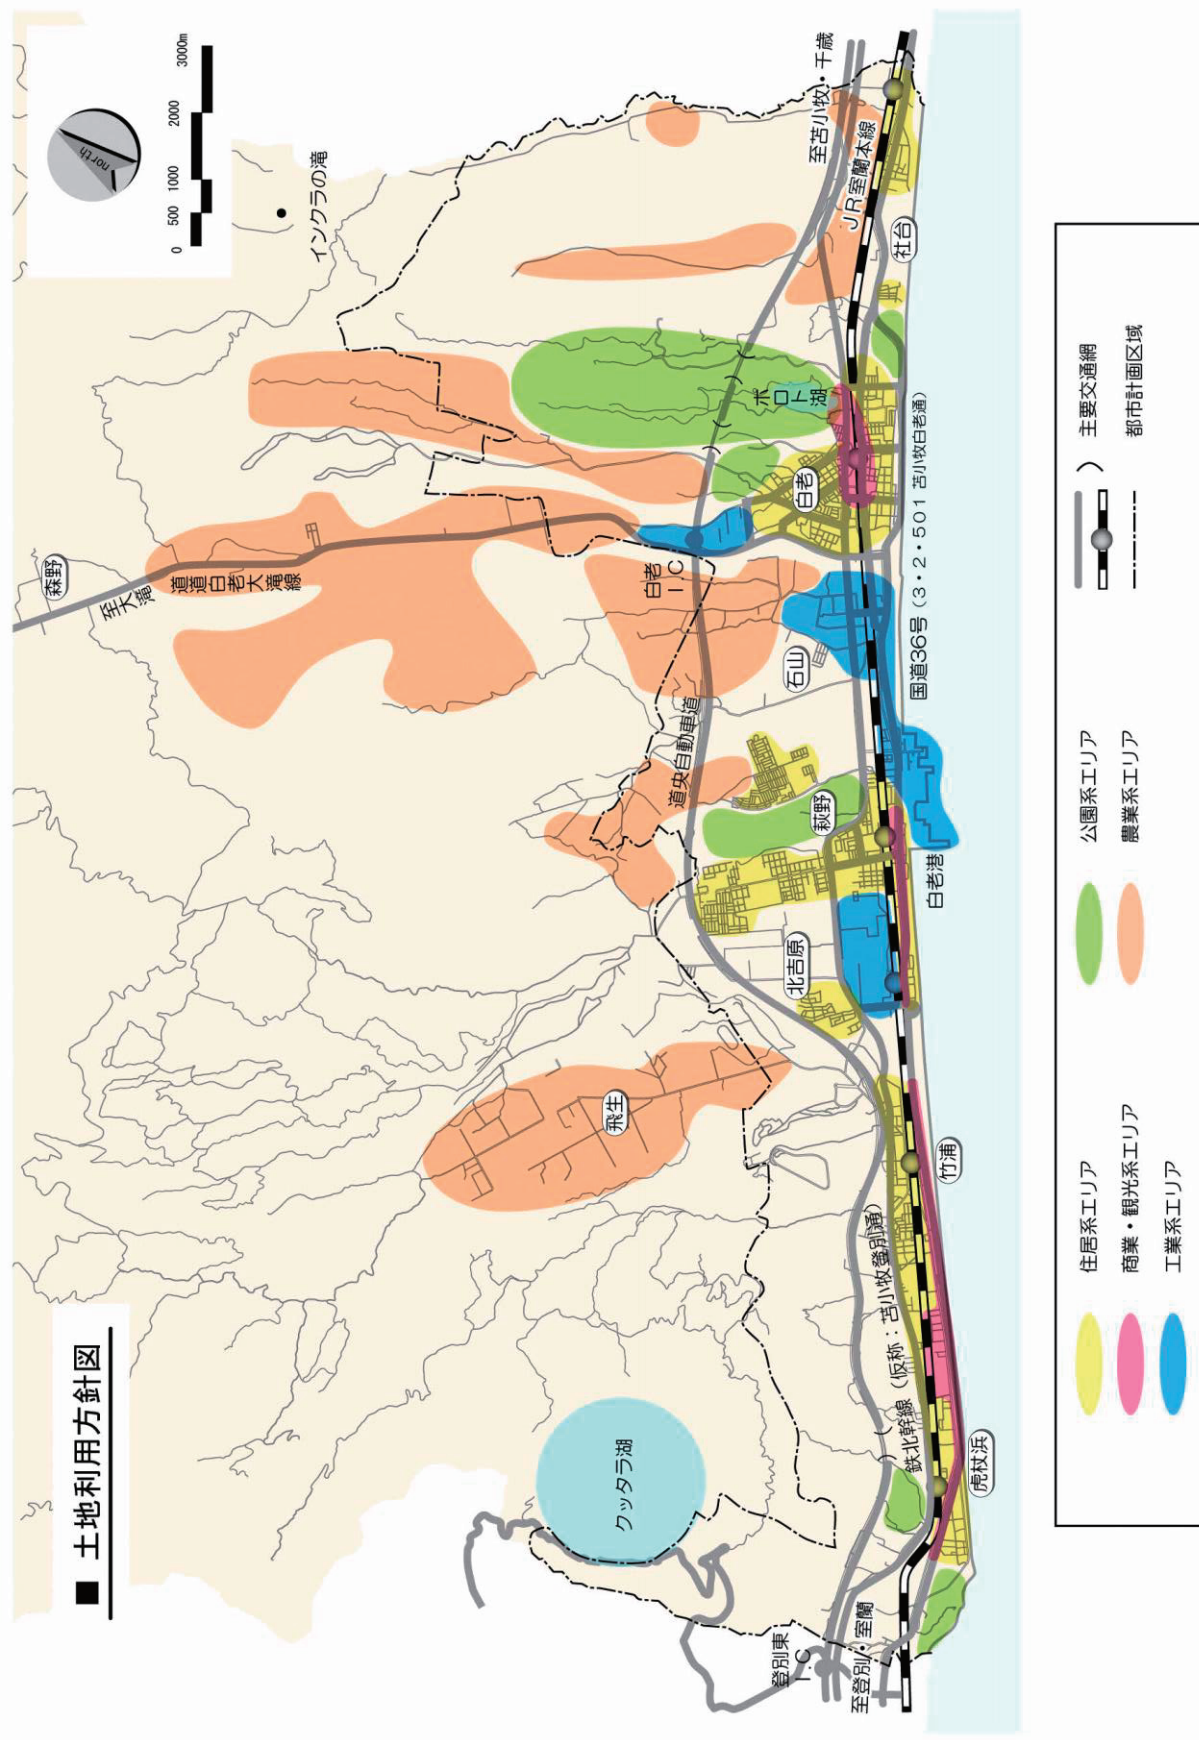 ■ 土地利用方針図
north
0 500 1000 2000 3000m
インクラの滝
森野
至大滝
道道白老大滝線
至苫小牧・千歳
JR室蘭本線
社台
ポロト湖
白老
白老IC
石山
国道36号(3・2・501 苫小牧白老通)
道央自動車道
萩野
白老港
北吉原
飛生
竹浦
鉄北幹線(仮称:苫小牧登別通)
クッタラ湖
虎杖浜
登別東I.C
至登別・室蘭
住居系エリア
商業・観光系エリア
工業系エリア
公園系エリア
農業系エリア
主要交通網
都市計画区域